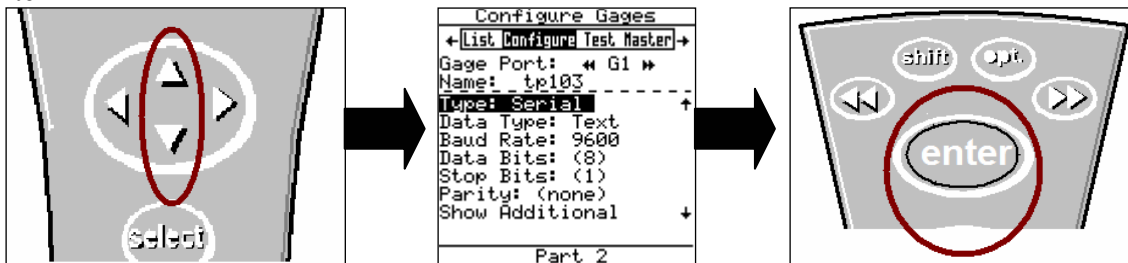 select
Configure Gages
List Configure Test Master
Gage Port: G1
Name: tp103
Type: Serial
Data Type: Text
Baud Rate: 9600
Data Bits: (8)
Stop Bits: (1)
Parity: (none)
Show Additional
Part 2
shift opt.
enter